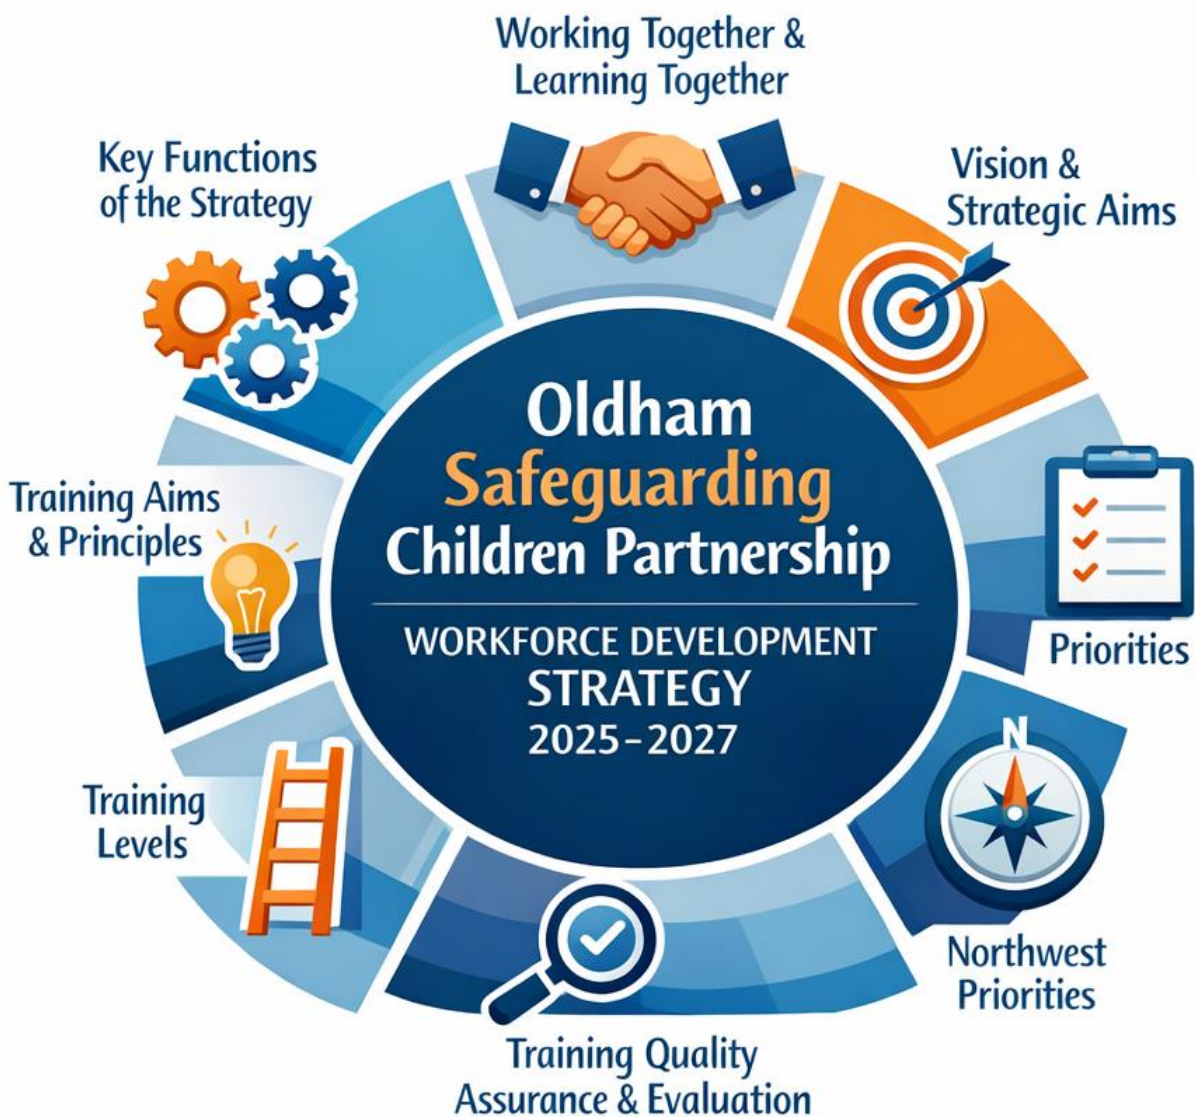 Working Together &
Learning Together
Key Functions
of the Strategy
Vision &
Strategic Aims
Oldham
Safeguarding
Children Partnership
WORKFORCE DEVELOPMENT
STRATEGY
2025-2027
Training Aims
& Principles
Priorities
N
Training
Levels
Northwest
Priorities
Training Quality
Assurance & Evaluation